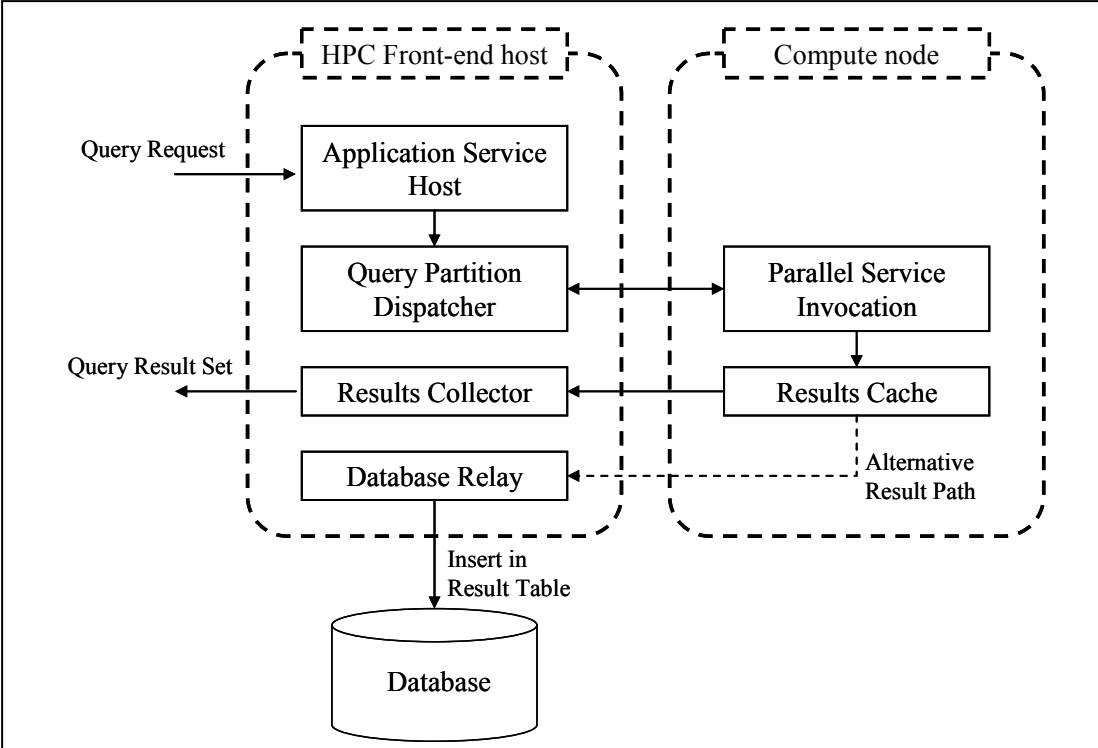 HPC Front-end host
Compute node
Query Request
Application Service
Host
Query Partition
Dispatcher
Parallel Service
Invocation
Query Result Set
Results Collector
Results Cache
Database Relay
Alternative
Result Path
Insert in
Result Table
Database